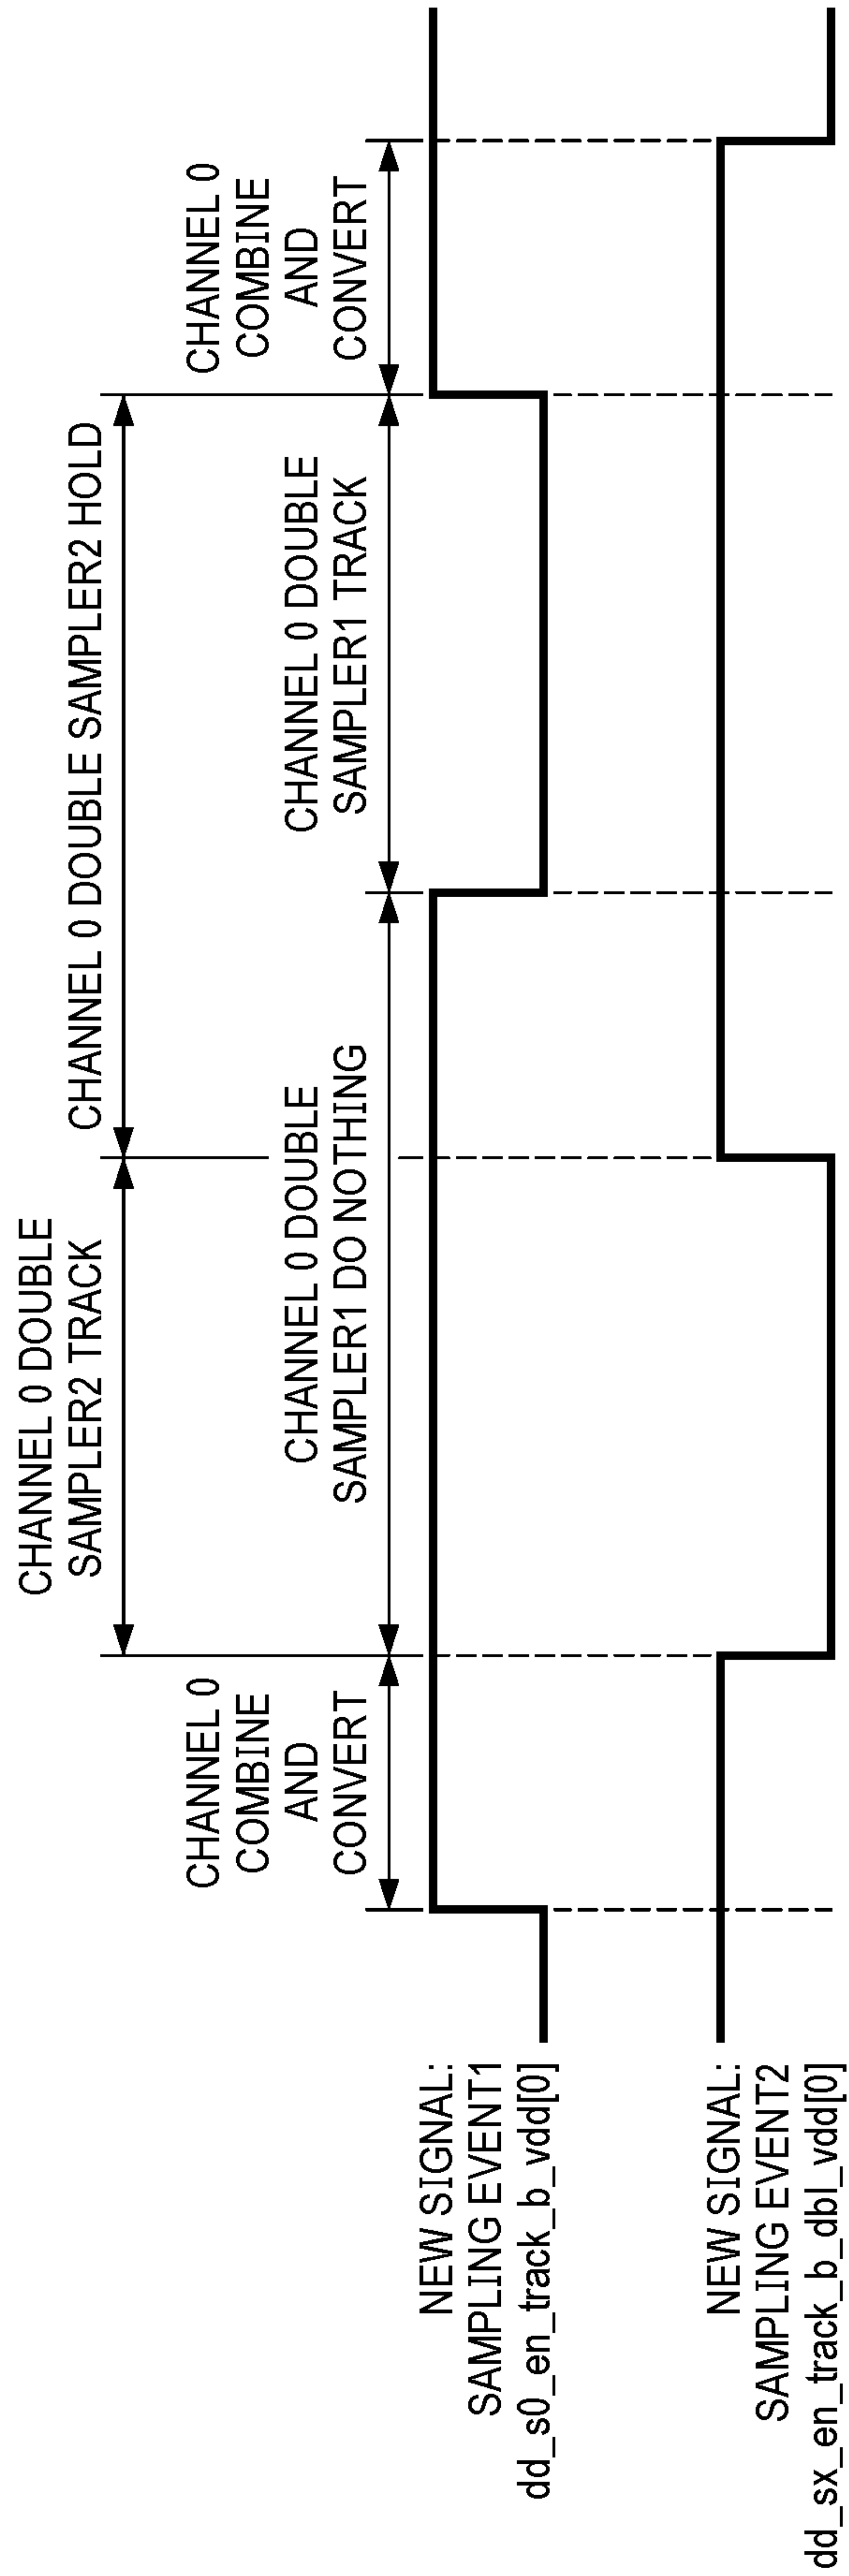 CHANNEL 0 DOUBLE
SAMPLER2 TRACK
CHANNEL 0 DOUBLE SAMPLER2 HOLD
CHANNEL 0
COMBINE
AND
CONVERT
CHANNEL 0 DOUBLE
SAMPLER1 DO NOTHING
CHANNEL 0 DOUBLE
SAMPLER1 TRACK
CHANNEL 0
COMBINE
AND
CONVERT
NEW SIGNAL:
SAMPLING EVENT1
dd_s0_en_track_b_vdd[0]
NEW SIGNAL:
SAMPLING EVENT2
dd_sx_en_track_b_dbl_vdd[0]